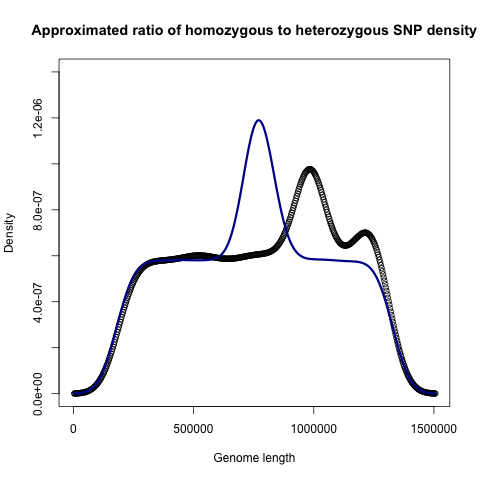 Approximated ratio of homozygous to heterozygous SNP density
Density
1.2e-06
8.0e-07
4.0e-07
0.0e+00
0 500000 1000000 1500000
Genome length